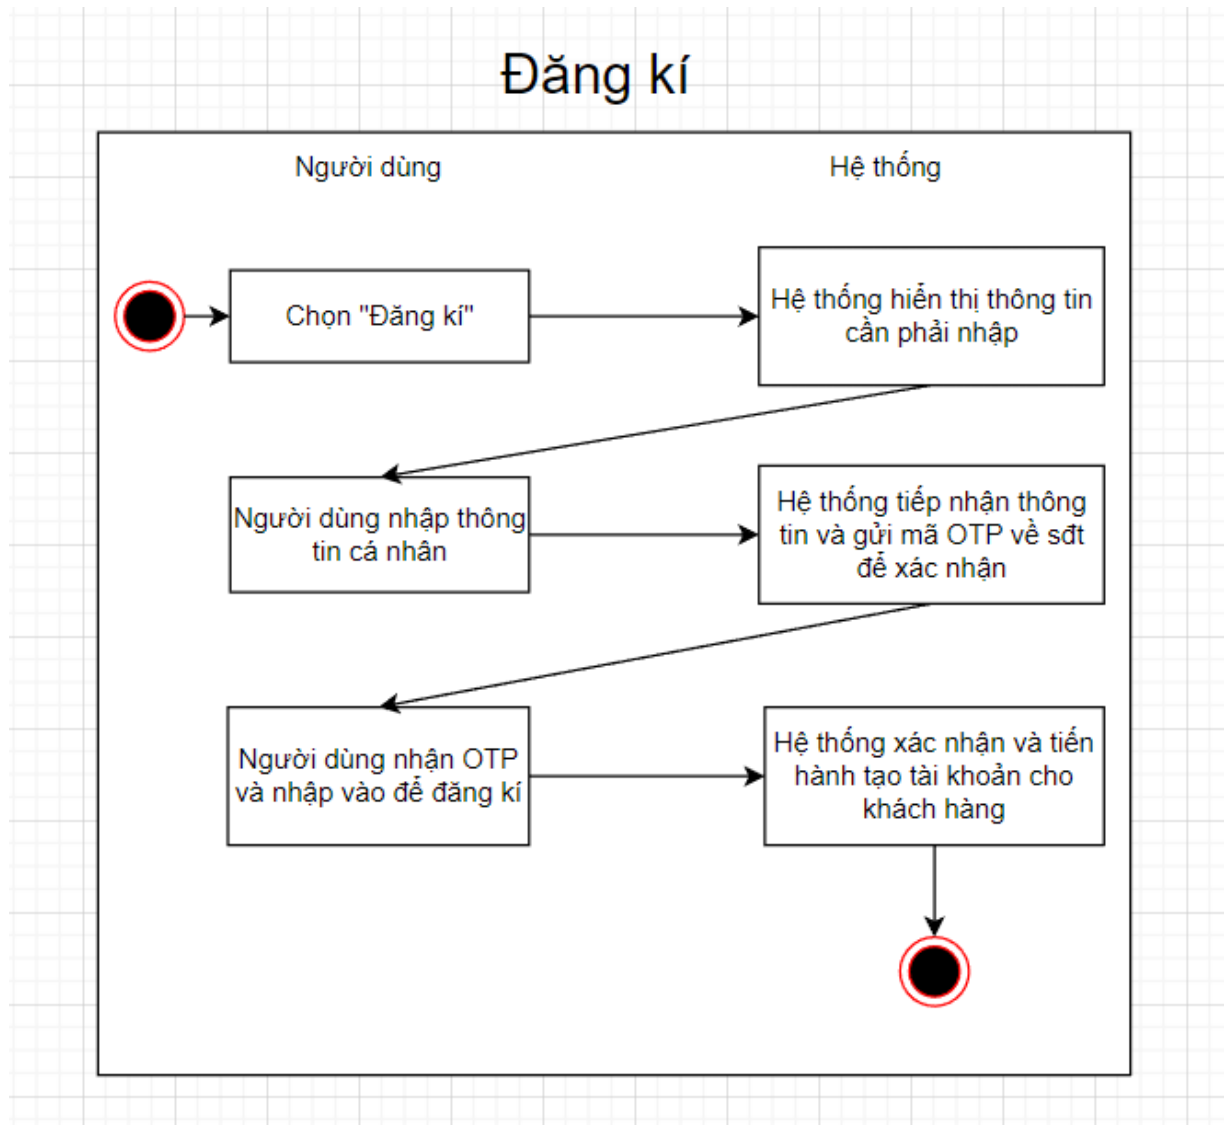 Đăng kí
Người dùng
Hệ thống
Chọn "Đăng kí"
Hệ thống hiển thị thông tin
cần phải nhập
Người dùng nhập thông
tin cá nhân
Hệ thống tiếp nhận thông
tin và gửi mã OTP về sđt
để xác nhận
Người dùng nhận OTP
và nhập vào để đăng kí
Hệ thống xác nhận và tiến
hành tạo tài khoản cho
khách hàng